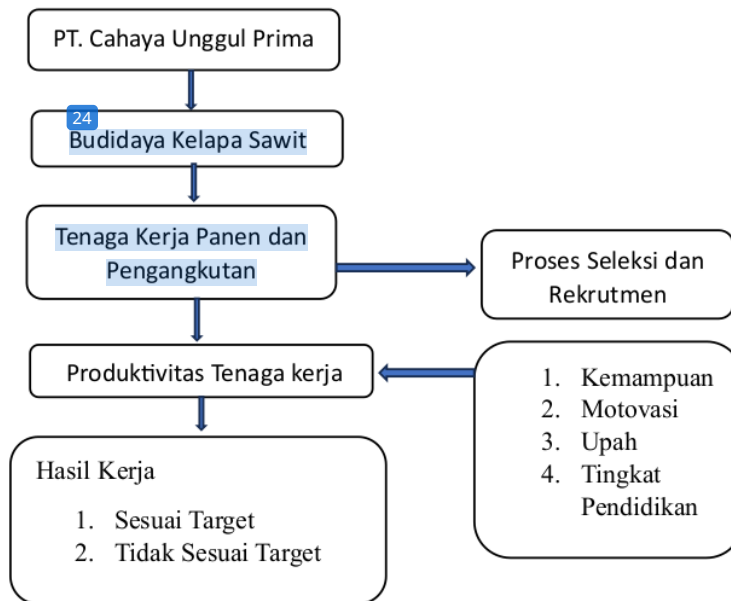 PT. Cahaya Unggul Prima
24
Budidaya Kelapa Sawit
Tenaga Kerja Panen dan
Pengangkutan
Proses Seleksi dan
Rekrutmen
Produktivitas Tenaga kerja
1. Kemampuan
2. Motovasi
3. Upah
4. Tingkat
Pendidikan
Hasil Kerja
1. Sesuai Target
2. Tidak Sesuai Target